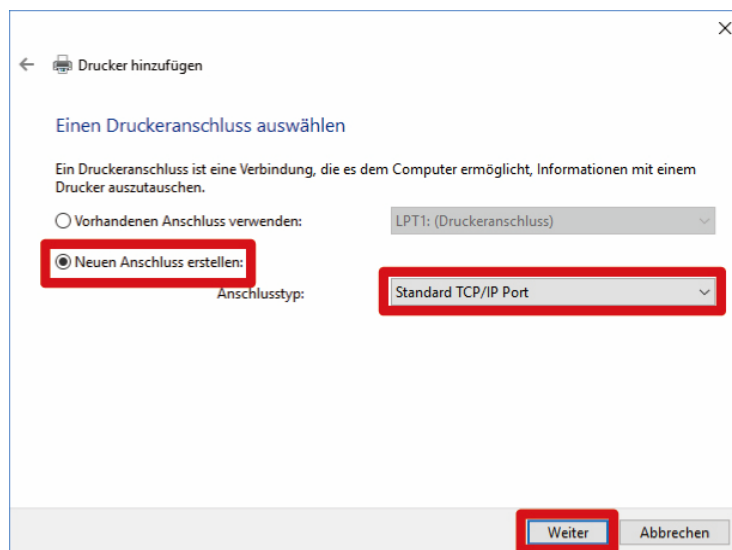 Drucker hinzufügen
Einen Druckeranschluss auswählen
Ein Druckeranschluss ist eine Verbindung, die es dem Computer ermöglicht, Informationen mit einem
Drucker auszutauschen.
Vorhandenen Anschluss verwenden: LPT1: (Druckeranschluss)
Neuen Anschluss erstellen:
Anschlusstyp: Standard TCP/IP Port
Weiter Abbrechen